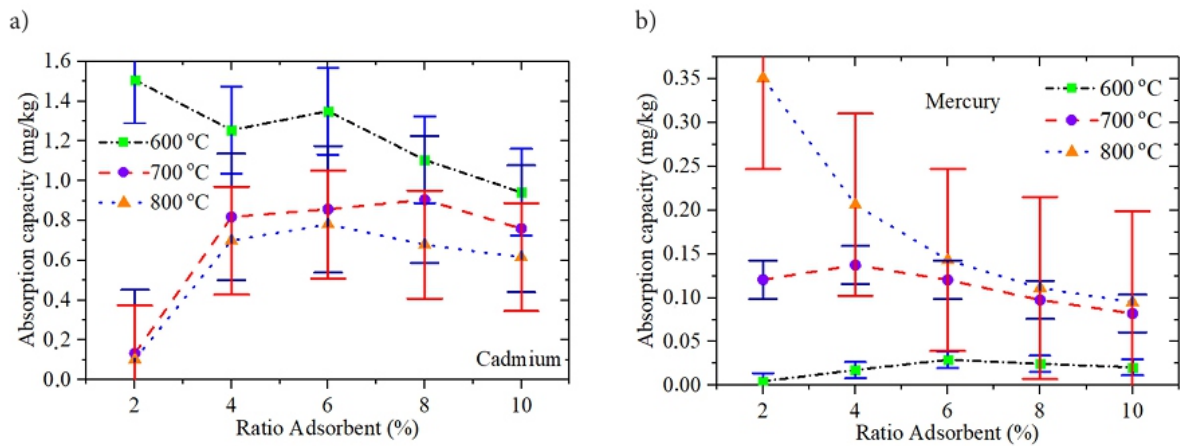 a)
Absorption capacity (mg/kg)
1.6
1.4
1.2
1.0
0.8
0.6
0.4
0.2
0.0
600 °C
700 °C
800 °C
Cadmium
2 4 6 8 10
Ratio Adsorbent (%)
b)
Absorption capacity (mg/kg)
0.35
0.30
0.25
0.20
0.15
0.10
0.05
0.00
Mercury
600 °C
700 °C
800 °C
2 4 6 8 10
Ratio Adsorbent (%)